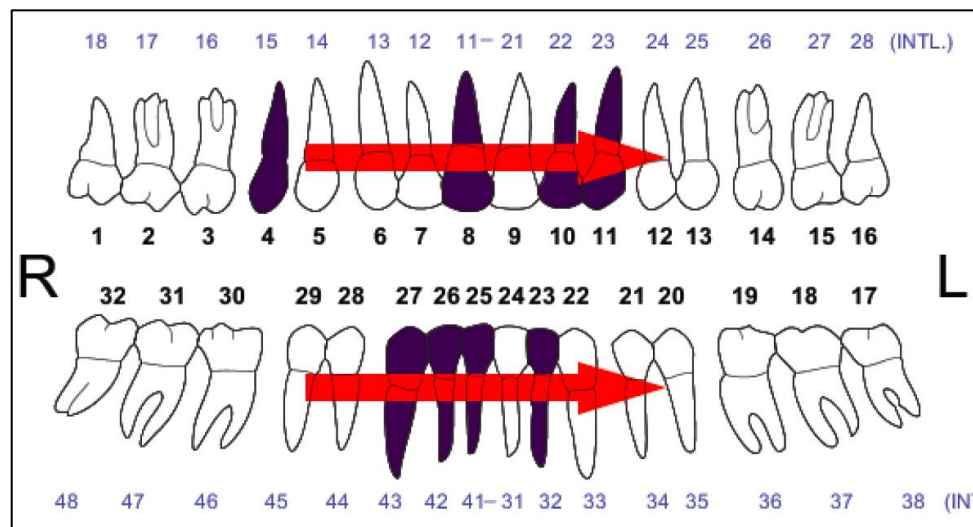 18 17 16 15 14 13 12 11– 21 22 23 24 25 26 27 28 (INTL.)
1 2 3 4 5 6 7 8 9 10 11 12 13 14 15 16
R L
32 31 30 29 28 27 26 25 24 23 22 21 20 19 18 17
48 47 46 45 44 43 42 41– 31 32 33 34 35 36 37 38 (IN